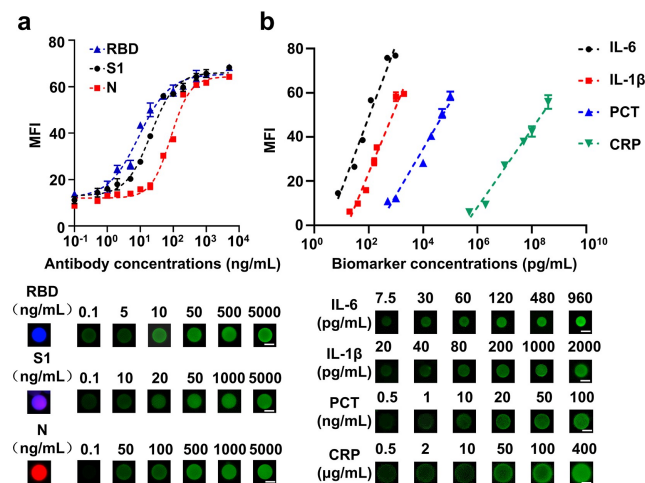 a
b
RBD
S1
N
80
60
40
20
0
MFI
10⁻¹ 10⁰ 10¹ 10² 10³ 10⁴
Antibody concentrations (ng/mL)
80
60
40
20
0
MFI
10⁰ 10² 10⁴ 10⁶ 10⁸ 10¹⁰
Biomarker concentrations (pg/mL)
IL-6
IL-1β
PCT
CRP
RBD
(ng/mL) 0.1 5 10 50 500 5000
S1
(ng/mL) 0.1 10 20 50 1000 5000
N
(ng/mL) 0.1 50 100 500 1000 5000
IL-6 7.5 30 60 120 480 960
(pg/mL)
IL-1β 20 40 80 200 1000 2000
(pg/mL)
PCT 0.5 1 10 20 50 100
(ng/mL)
CRP 0.5 2 10 50 100 400
(μg/mL)